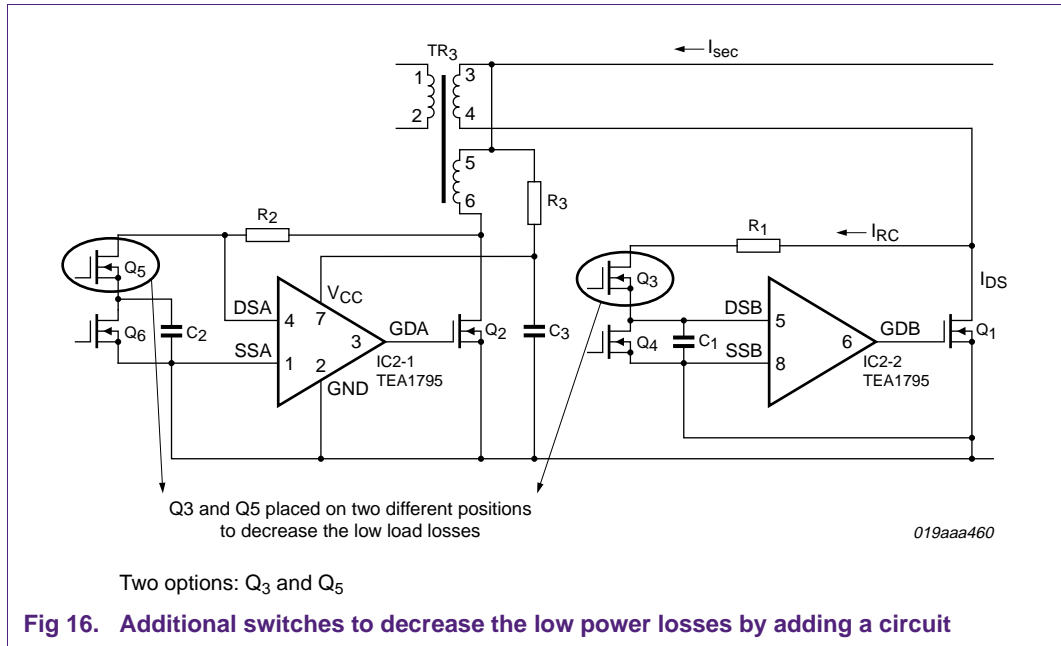 TR3
Isec
1
3
2
4
5
6
R3
R2
R1
IRC
Q5
VCC
Q3
IDS
DSA
4
7
DSB
5
Q6
C2
3
GDA
Q2
C3
Q4
C1
6
GDB
Q1
SSA
1
2
IC2-1
SSB
8
IC2-2
TEA1795
TEA1795
GND
Q3 and Q5 placed on two different positions
to decrease the low load losses
019aaa460
Two options: Q3 and Q5
Fig 16. Additional switches to decrease the low power losses by adding a circuit